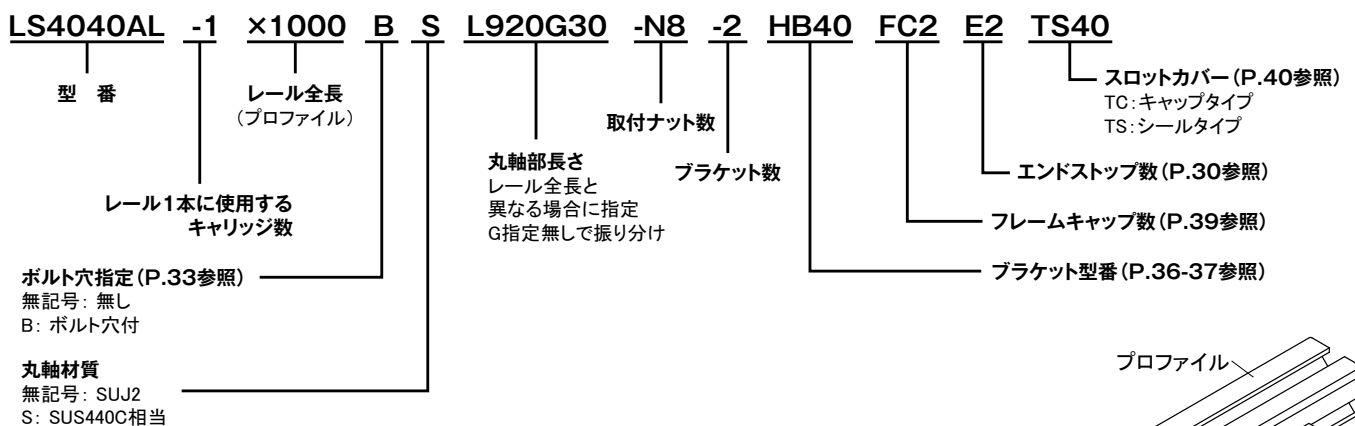 LS4040AL -1 ×1000 B S L920G30 -N8 -2 HB40 FC2 E2 TS40
型 番
レール全長
(プロファイル)
レール1本に使用する
キャリッジ数
ボルト穴指定(P.33参照)
無記号: 無し
B: ボルト穴付
丸軸材質
無記号: SUJ2
S: SUS440C相当
丸軸部長さ
レール全長と
異なる場合に指定
G指定無しで振り分け
取付ナット数
ブラケット数
スロットカバー(P.40参照)
TC:キャップタイプ
TS:シールタイプ
エンドストップ数(P.30参照)
フレームキャップ数(P.39参照)
ブラケット型番(P.36-37参照)
プロファイル